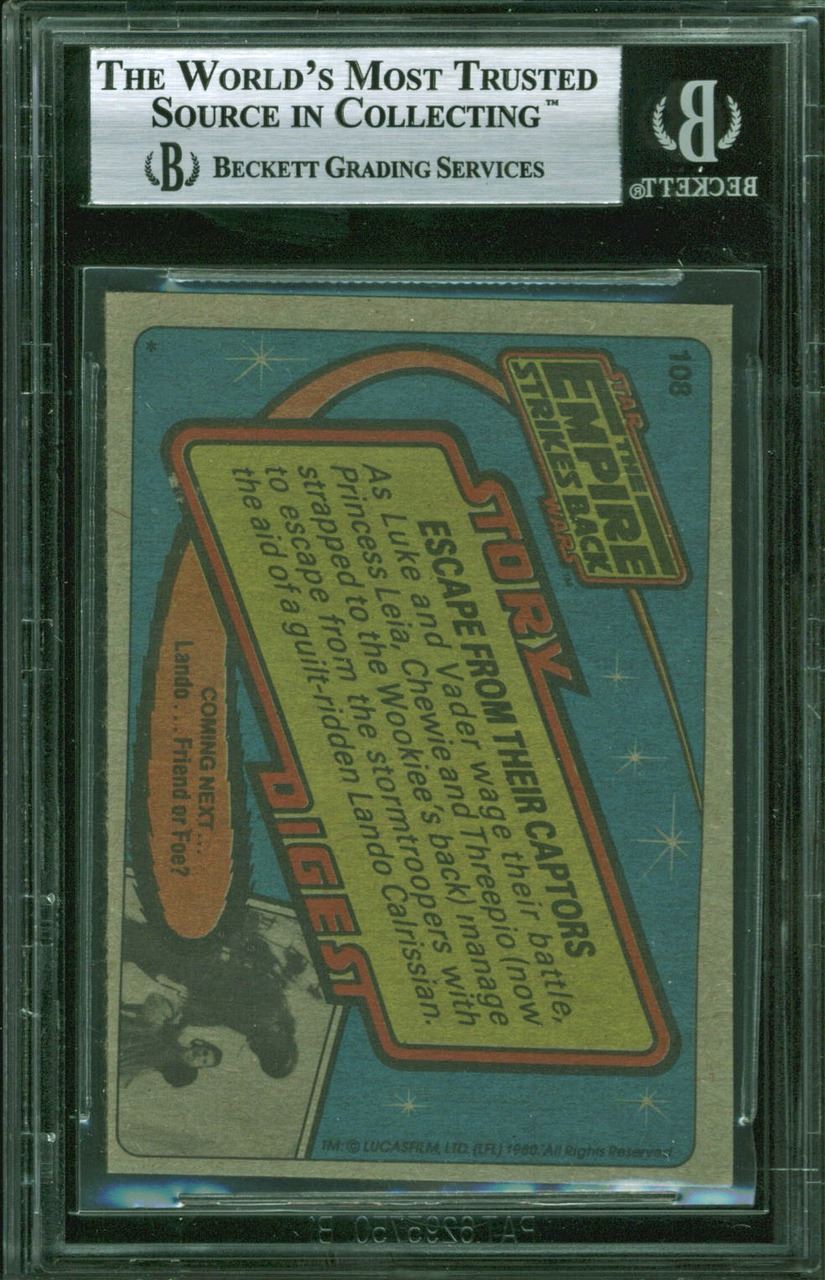 THE WORLD'S MOST TRUSTED
SOURCE IN COLLECTING™
B BECKETT GRADING SERVICES
B
BECKETT®
108
STAR
THE
EMPIRE
STRIKES BACK
WARS™
STORY
ESCAPE FROM THEIR CAPTORS
As Luke and Vader wage their battle,
Princess Leia, Chewie and Threepio (now
strapped to the Wookiee's back) manage
to escape from the stormtroopers with
the aid of a guilt-ridden Lando Calrissian.
DIGEST
COMING NEXT...
Lando... Friend or Foe?
*
TM: © LUCASFILM, LTD. (LFL) 1980. All Rights Reserved.